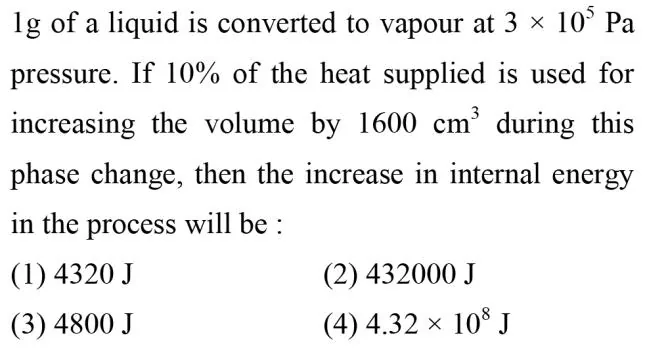 1g of a liquid is converted to vapour at 3 × 10⁵ Pa
pressure. If 10% of the heat supplied is used for
increasing the volume by 1600 cm³ during this
phase change, then the increase in internal energy
in the process will be :
(1) 4320 J (2) 432000 J
(3) 4800 J (4) 4.32 × 10⁸ J